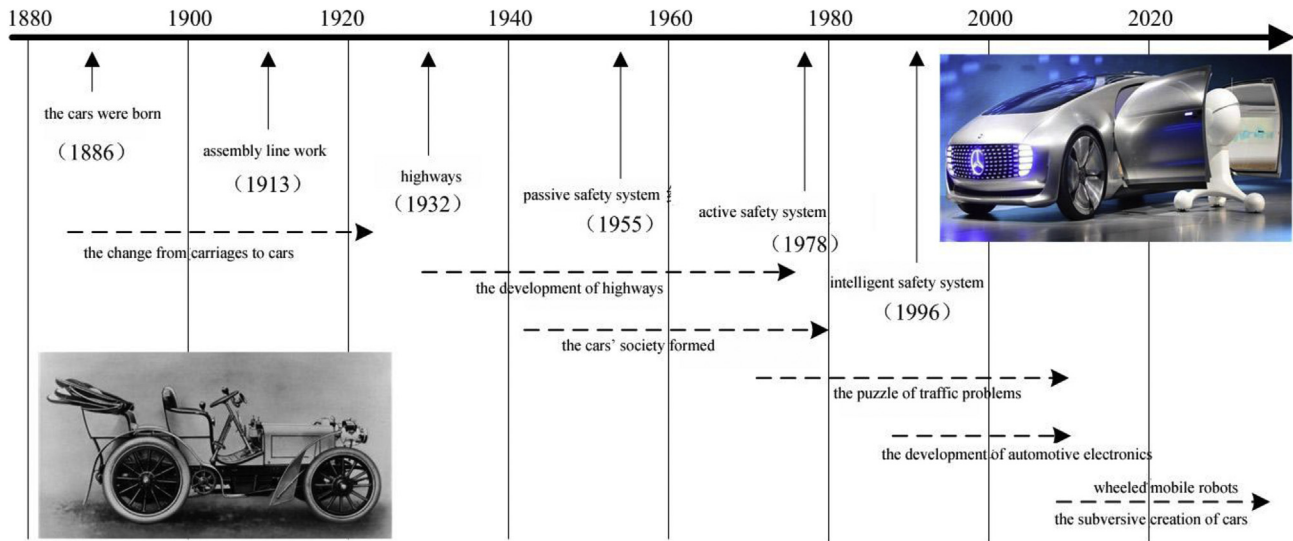 1880 1900 1920 1940 1960 1980 2000 2020
the cars were born
（1886）
assembly line work
（1913）
highways
（1932）
passive safety system
（1955）
active safety system
（1978）
intelligent safety system
（1996）
the change from carriages to cars
the development of highways
the cars’ society formed
the puzzle of traffic problems
the development of automotive electronics
wheeled mobile robots
the subversive creation of cars